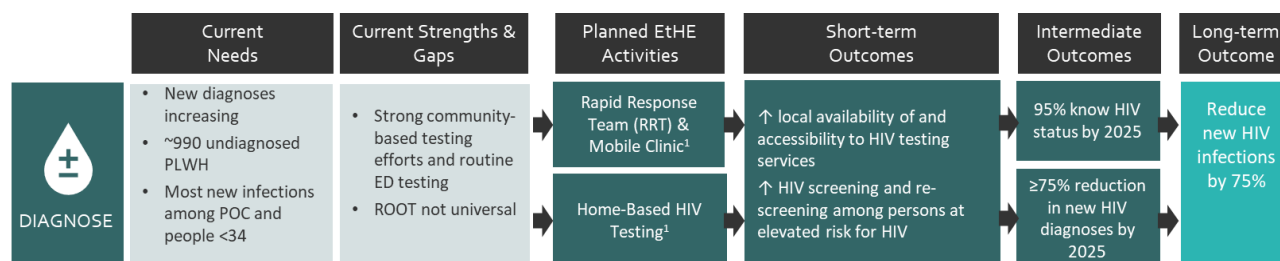 Current
Needs
Current Strengths &
Gaps
Planned EtHE
Activities
Short-term
Outcomes
Intermediate
Outcomes
Long-term
Outcome
±
DIAGNOSE
• New diagnoses
increasing
• ~990 undiagnosed
PLWH
• Most new infections
among POC and
people <34
• Strong community-
based testing
efforts and routine
ED testing
• ROOT not universal
Rapid Response
Team (RRT) &
Mobile Clinic¹
Home-Based HIV
Testing¹
↑ local availability of and
accessibility to HIV testing
services
↑ HIV screening and re-
screening among persons at
elevated risk for HIV
95% know HIV
status by 2025
≥75% reduction
in new HIV
diagnoses by
2025
Reduce
new HIV
infections
by 75%